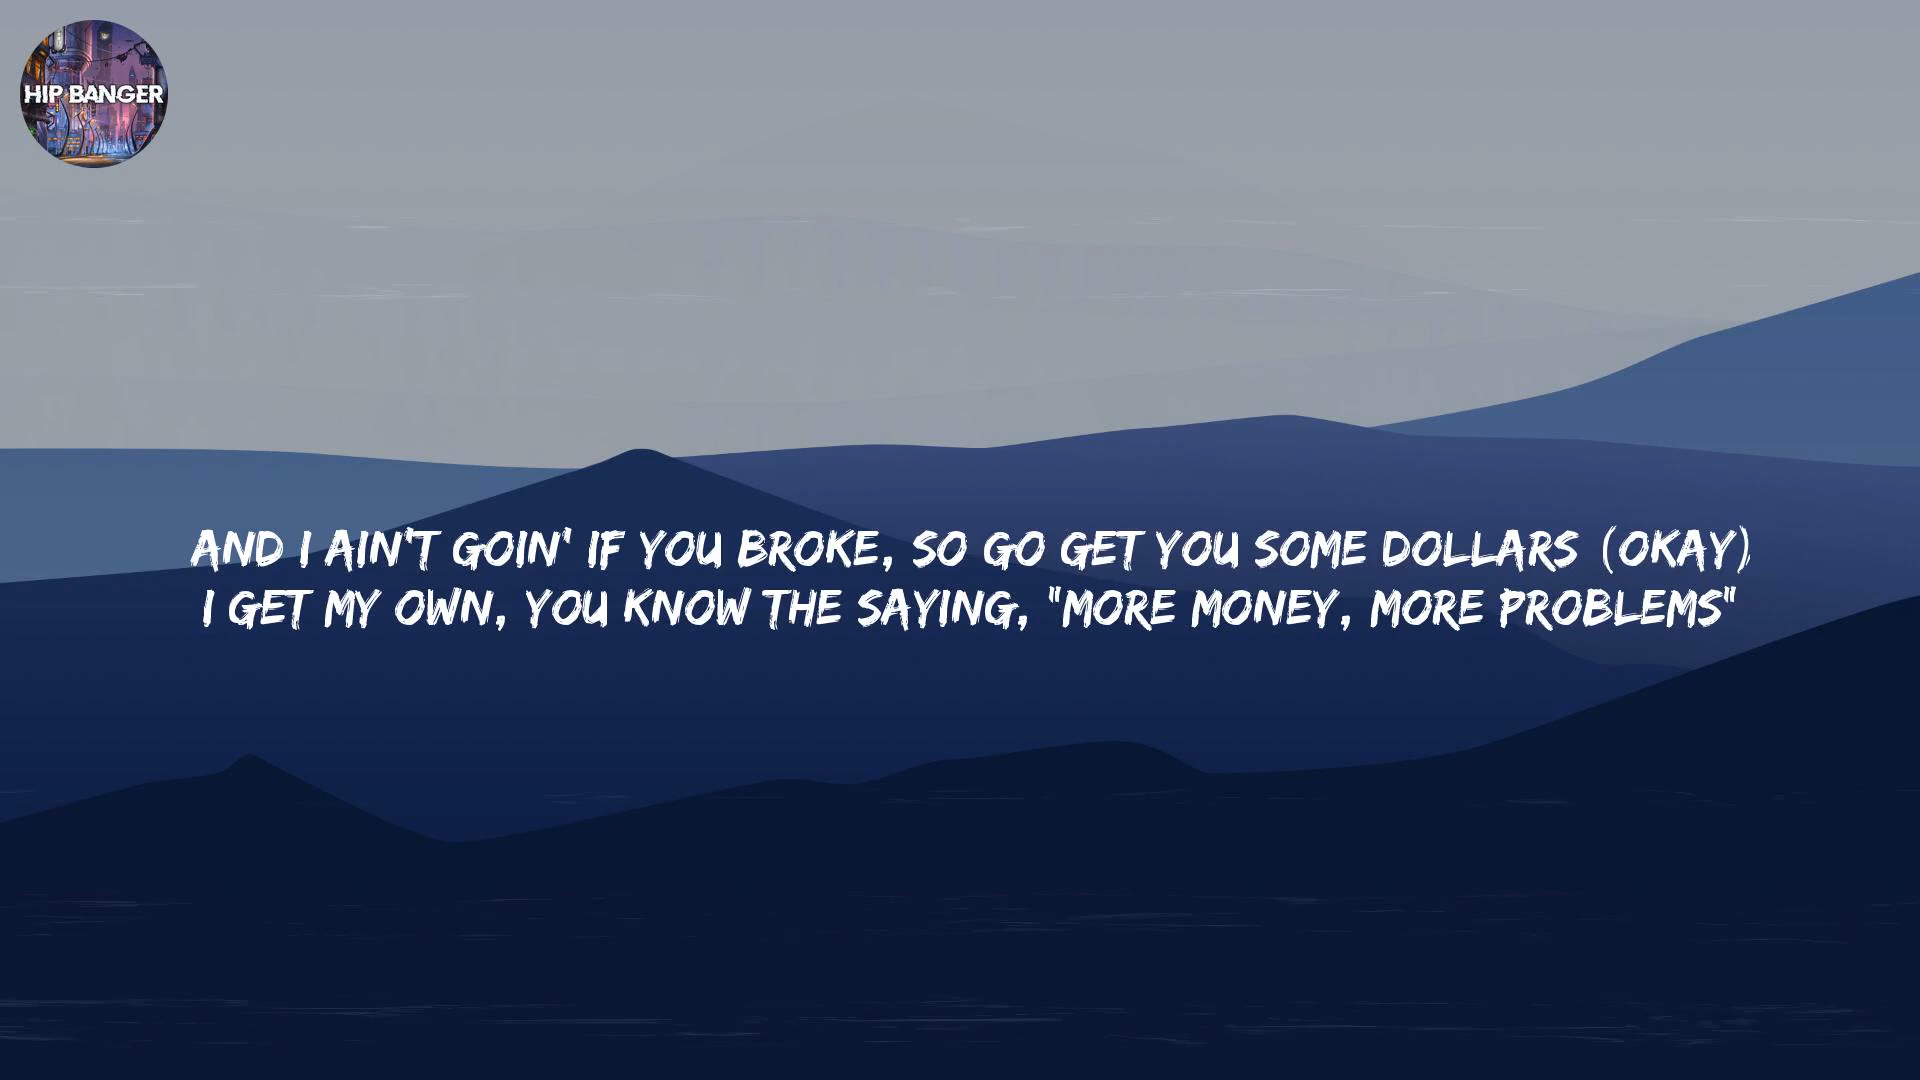 HIP BANGER
AND I AIN'T GOIN' IF YOU BROKE, SO GO GET YOU SOME DOLLARS (OKAY)
I GET MY OWN, YOU KNOW THE SAYING, "MORE MONEY, MORE PROBLEMS"